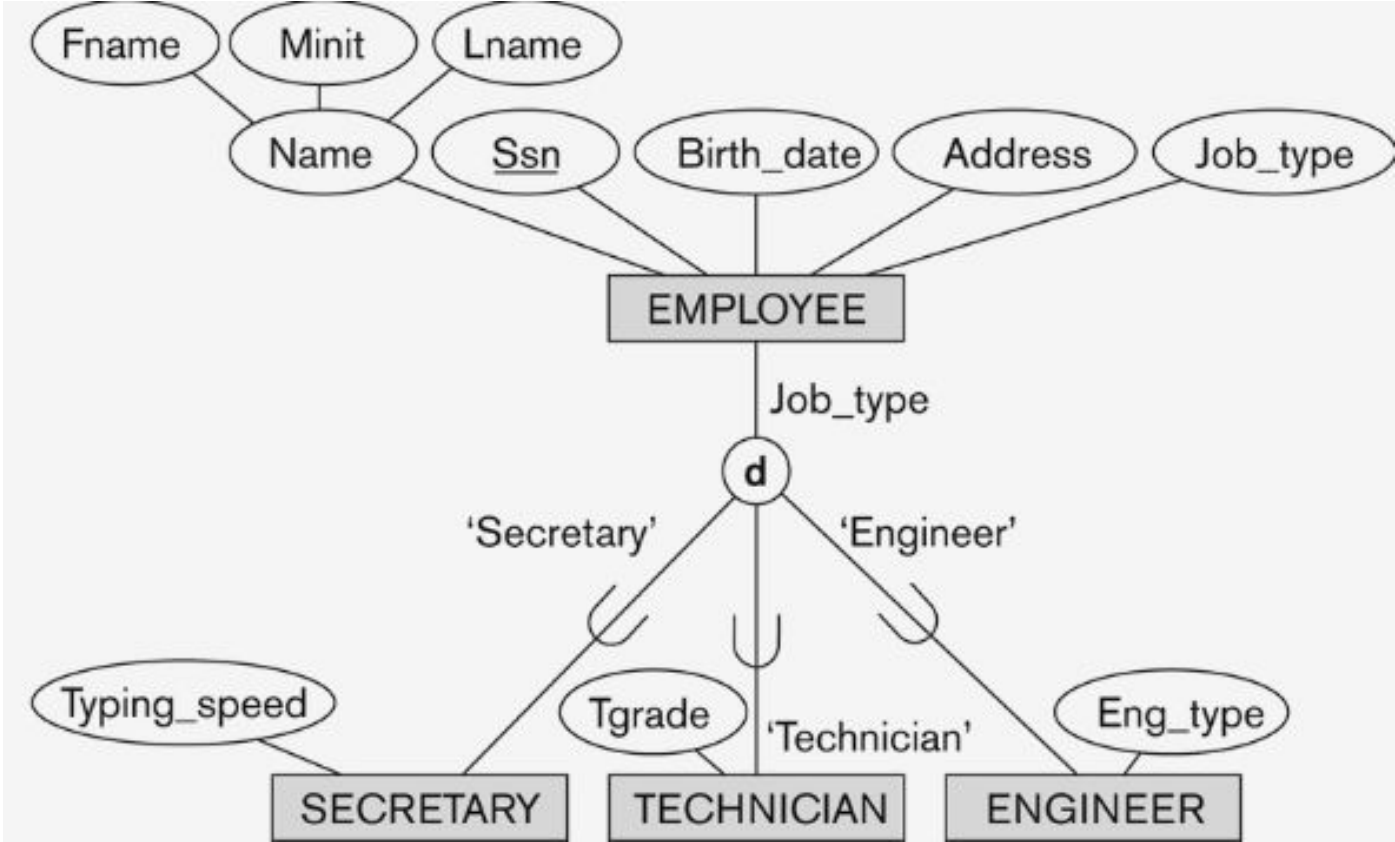 Fname Minit Lname
Name Ssn Birth_date Address Job_type
EMPLOYEE
Job_type
d
‘Secretary’ ‘Engineer’
Typing_speed Tgrade ‘Technician’ Eng_type
SECRETARY TECHNICIAN ENGINEER